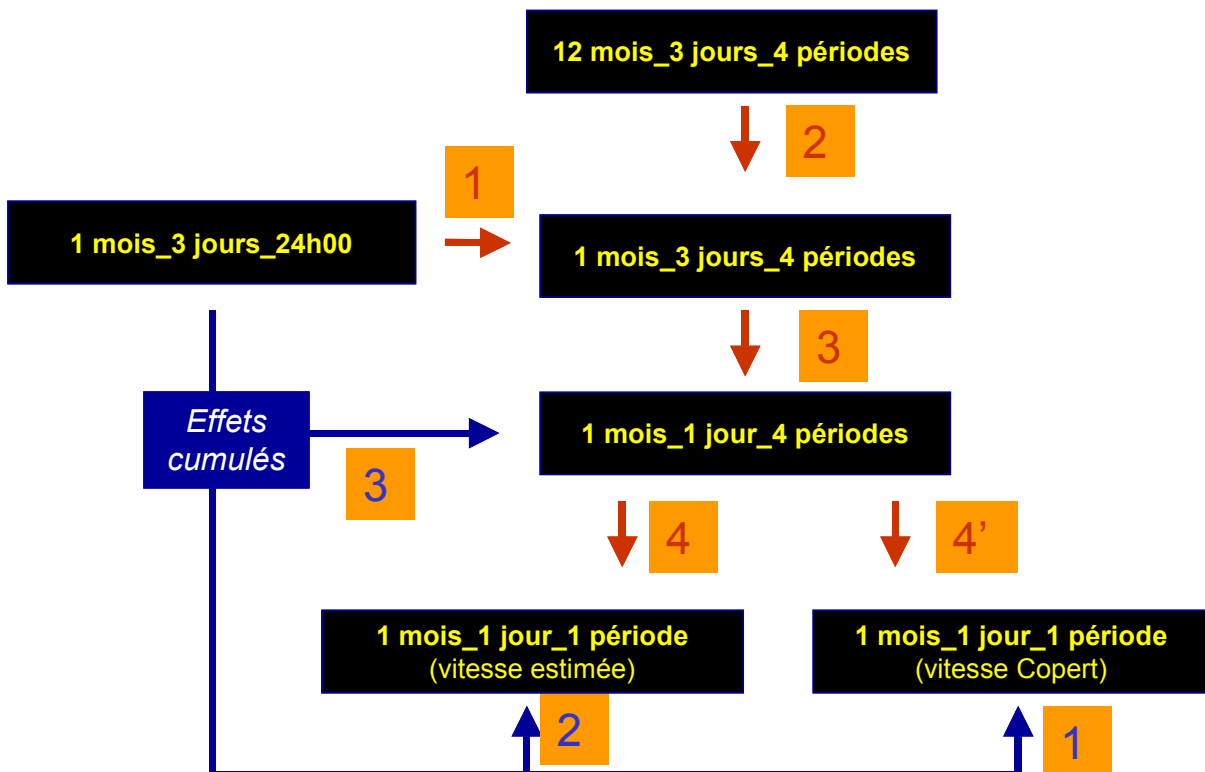 12 mois_3 jours_4 périodes
2
1
1 mois_3 jours_24h00
1 mois_3 jours_4 périodes
3
Effets
cumulés
1 mois_1 jour_4 périodes
3
4
4’
1 mois_1 jour_1 période
(vitesse estimée)
1 mois_1 jour_1 période
(vitesse Copert)
2
1